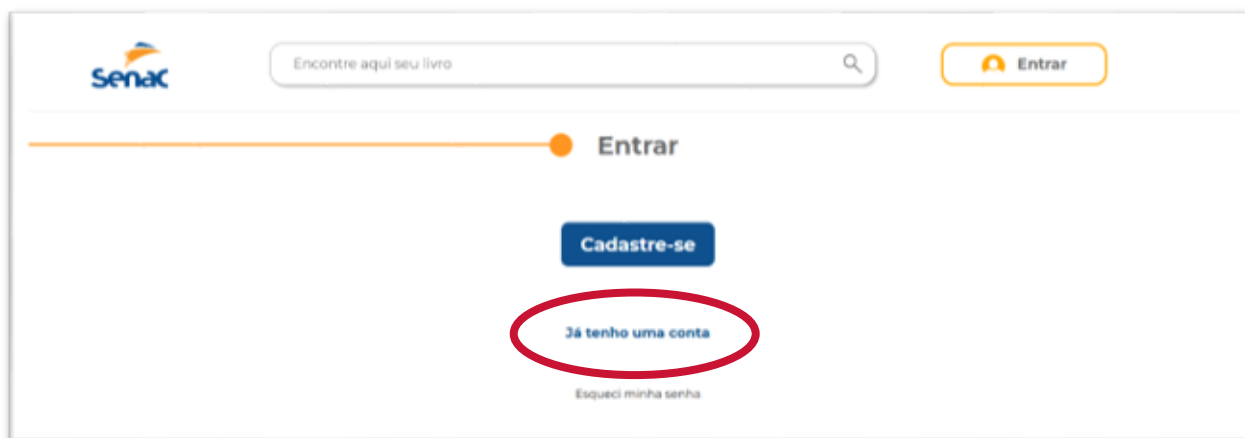 Senac
Encontre aqui seu livro
Entrar
Entrar
Cadastre-se
Já tenho uma conta
Esqueci minha senha